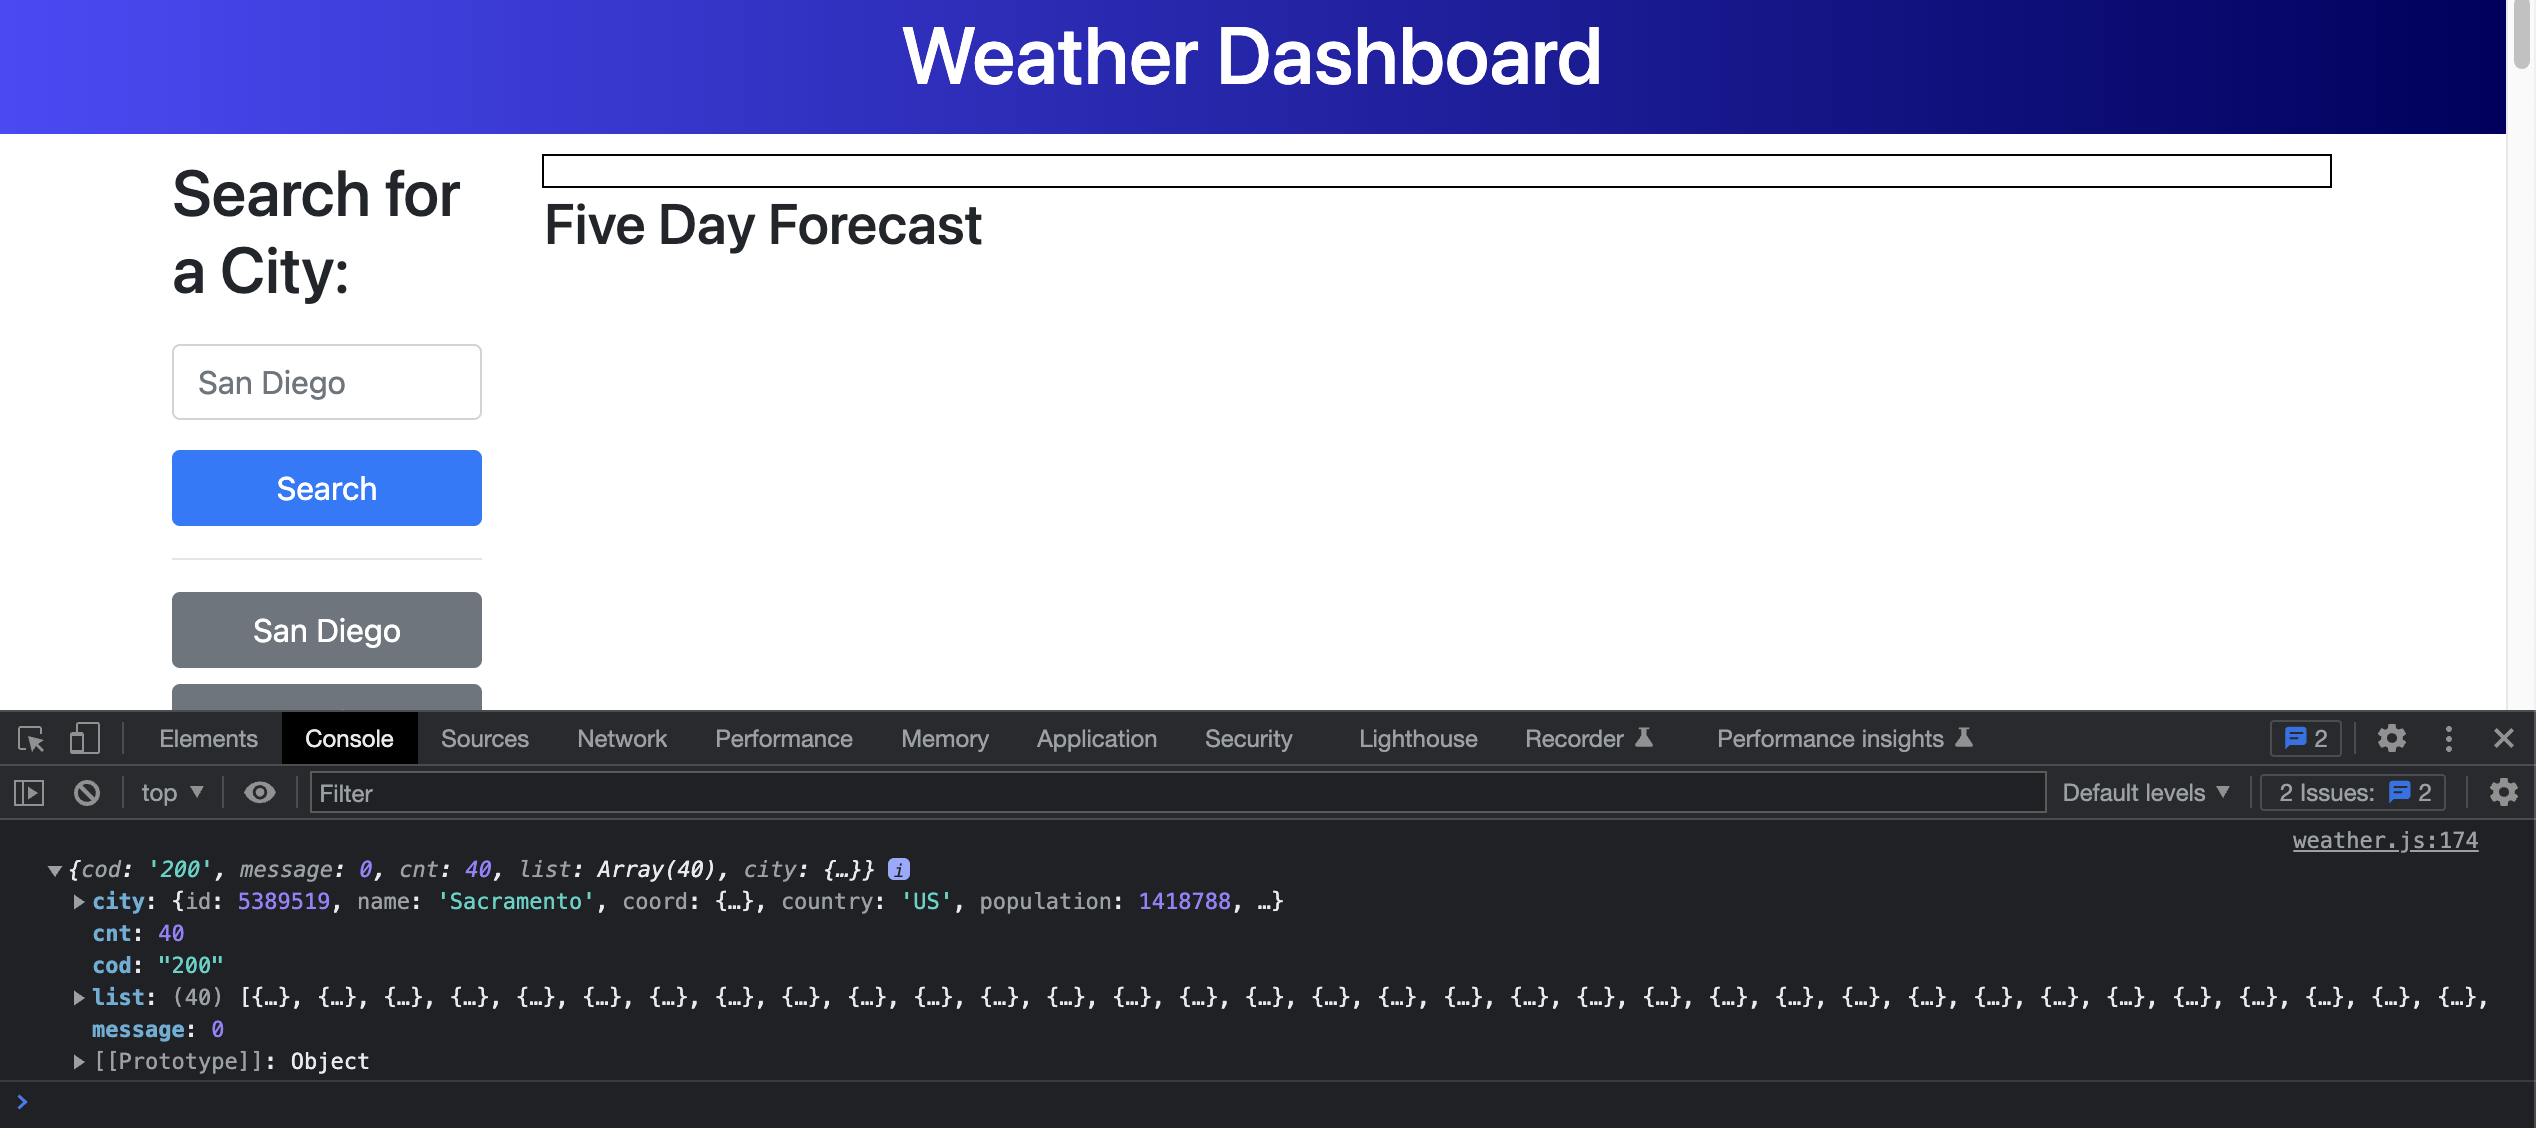 Weather Dashboard
Search for
a City:
San Diego
Search
San Diego
Five Day Forecast
Elements Console Sources Network Performance Memory Application Security Lighthouse Recorder Performance insights 2
top ▼ Filter Default levels ▼ 2 Issues: 2
weather.js:174
▼{cod: '200', message: 0, cnt: 40, list: Array(40), city: {…}} i
▶city: {id: 5389519, name: 'Sacramento', coord: {…}, country: 'US', population: 1418788, …}
cnt: 40
cod: "200"
▶list: (40) [{…}, {…}, {…}, {…}, {…}, {…}, {…}, {…}, {…}, {…}, {…}, {…}, {…}, {…}, {…}, {…}, {…}, {…}, {…}, {…}, {…}, {…}, {…}, {…}, {…}, {…}, {…}, {…}, {…}, {…}, {…}, {…}, {…}, {…},
message: 0
▶[[Prototype]]: Object
>